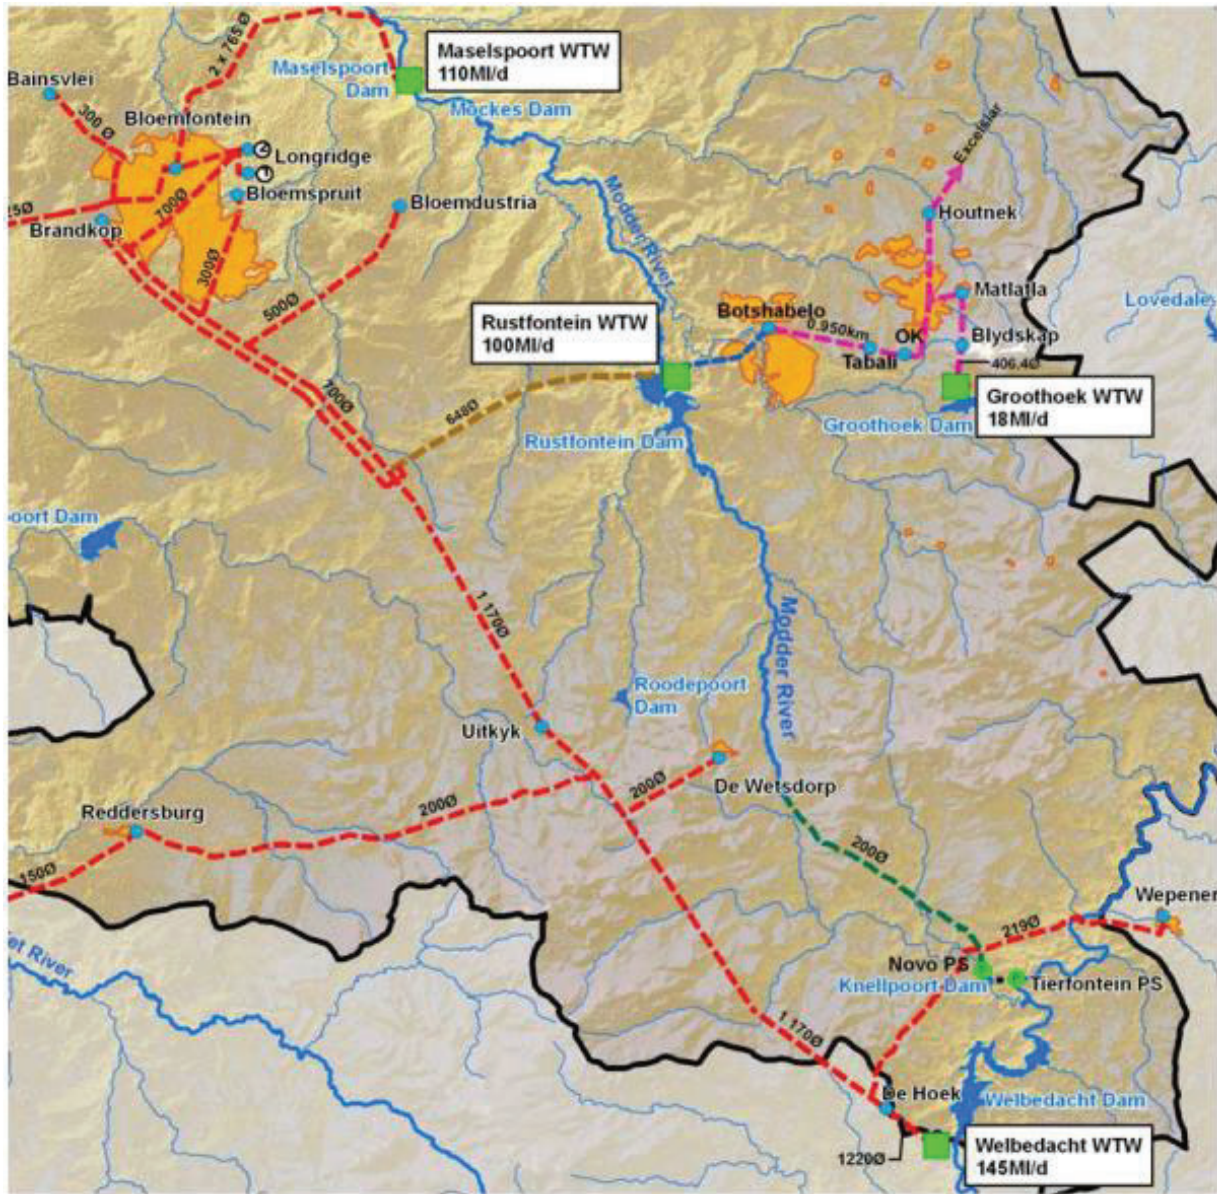 2 x 765 Ø
Maselspoort WTW
110Ml/d
Maselspoort
Dam
Mockes Dam
Bainsvlei
300 Ø
Bloemfontein
Longridge
Bloemspruit
Bloemdustria
25Ø
Brandkop
700Ø
300Ø
500Ø
Modder River
Excelsior
Houtnek
Matlatla
Lovedale
Rustfontein WTW
100Ml/d
Botshabelo
0.950km
OK
Tabali
Blydskap
406,4Ø
Groothoek WTW
18Ml/d
Groothoek Dam
700Ø
648Ø
Rustfontein Dam
poort Dam
1 170Ø
Modder River
Roodepoort
Dam
Uitkyk
200Ø
De Wetsdorp
Reddersburg
200Ø
150Ø
200Ø
Wepener
219Ø
et River
Novo PS
Knellpoort Dam
Tierfontein PS
1 170Ø
De Hoek
Welbedacht Dam
1220Ø
Welbedacht WTW
145Ml/d